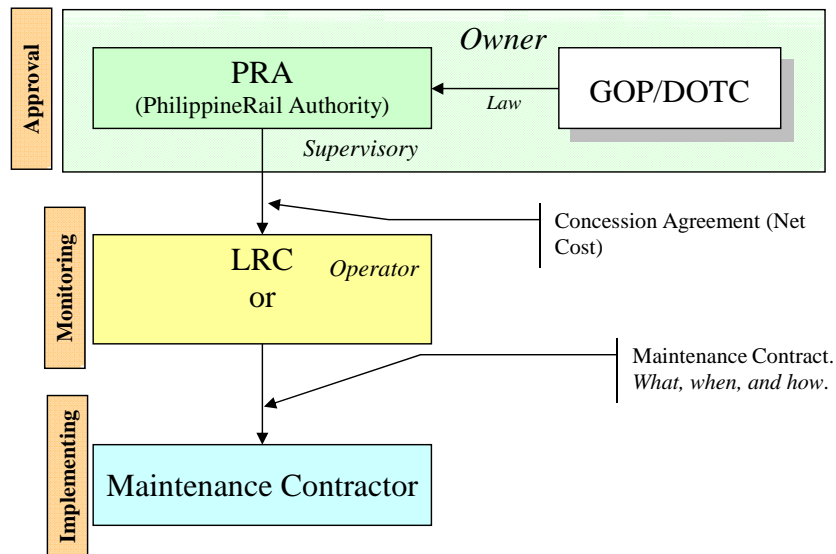 Approval
Owner
PRA
(PhilippineRail Authority)
Law
GOP/DOTC
Supervisory
Concession Agreement (Net
Cost)
Monitoring
LRC
Operator
or
Maintenance Contract.
What, when, and how.
Implementing
Maintenance Contractor